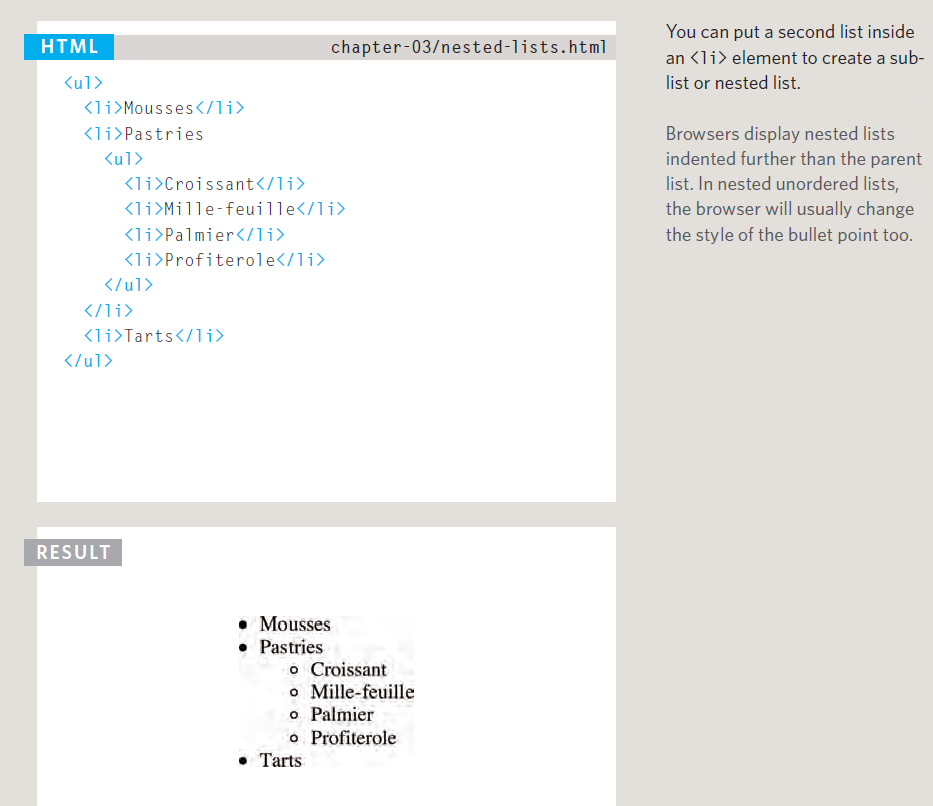 HTML chapter-03/nested-lists.html
<ul>
<li>Mousses</li>
<li>Pastries
<ul>
<li>Croissant</li>
<li>Mille-feuille</li>
<li>Palmier</li>
<li>Profiterole</li>
</ul>
</li>
<li>Tarts</li>
</ul>
You can put a second list inside
an <li> element to create a sub-
list or nested list.
Browsers display nested lists
indented further than the parent
list. In nested unordered lists,
the browser will usually change
the style of the bullet point too.
RESULT
• Mousses
• Pastries
◦ Croissant
◦ Mille-feuille
◦ Palmier
◦ Profiterole
• Tarts